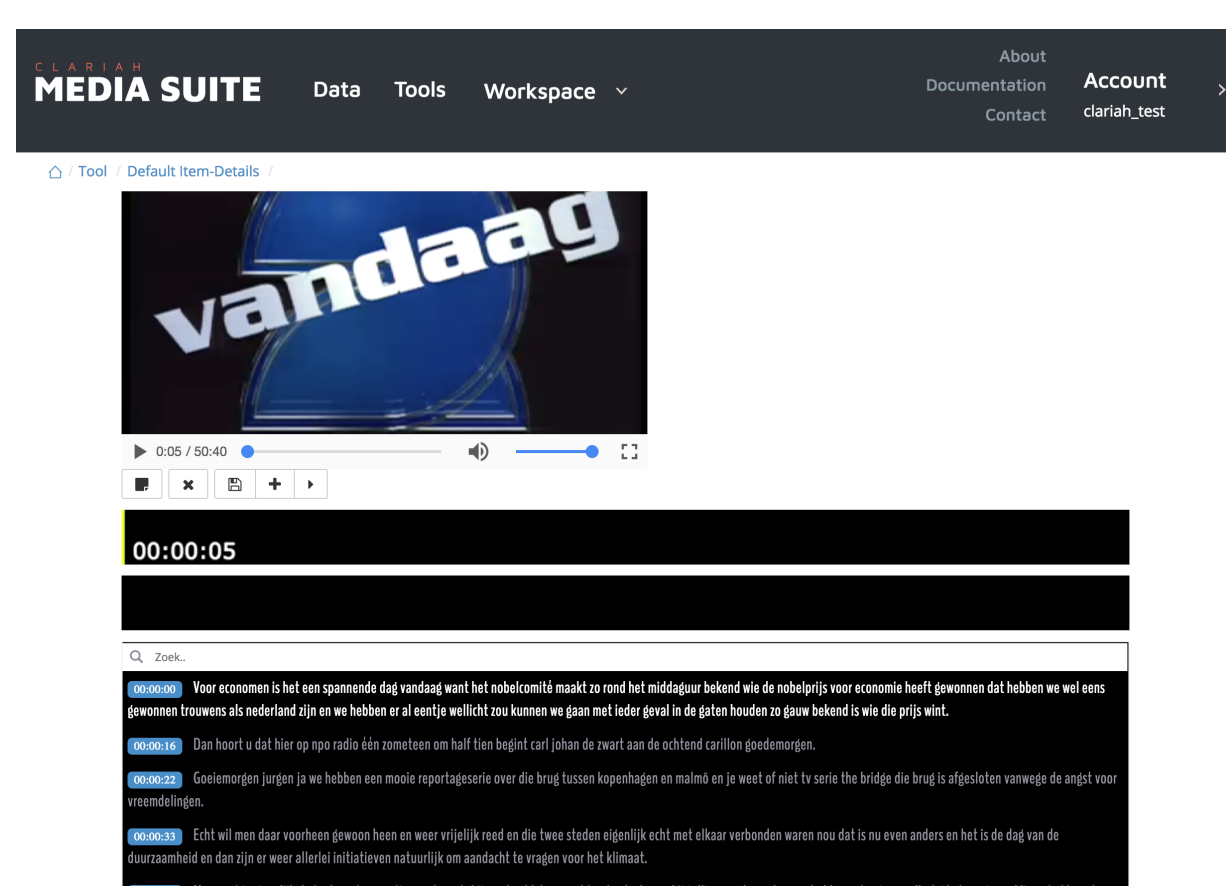 CLARIAH
MEDIA SUITE
Data
Tools
Workspace
About
Documentation
Contact
Account
clariah_test
/ Tool / Default Item-Details /
vandaag
2
0:05 / 50:40
00:00:05
Zoek..
00:00:00 Voor economen is het een spannende dag vandaag want het nobelcomité maakt zo rond het middaguur bekend wie de nobelprijs voor economie heeft gewonnen dat hebben we wel eens
gewonnen trouwens als nederland zijn en we hebben er al eentje wellicht zou kunnen we gaan met ieder geval in de gaten houden zo gauw bekend is wie die prijs wint.
00:00:16 Dan hoort u dat hier op npo radio één zometeen om half tien begint carl johan de zwart aan de ochtend carillon goedemorgen.
00:00:22 Goeiemorgen jurgen ja we hebben een mooie reportageserie over die brug tussen kopenhagen en malmö en je weet of niet tv serie the bridge die brug is afgesloten vanwege de angst voor
vreemdelingen.
00:00:33 Echt wil men daar voorheen gewoon heen en weer vrijelijk reed en die twee steden eigenlijk echt met elkaar verbonden waren nou dat is nu even anders en het is de dag van de
duurzaamheid en dan zijn er weer allerlei initiatieven natuurlijk om aandacht te vragen voor het klimaat.